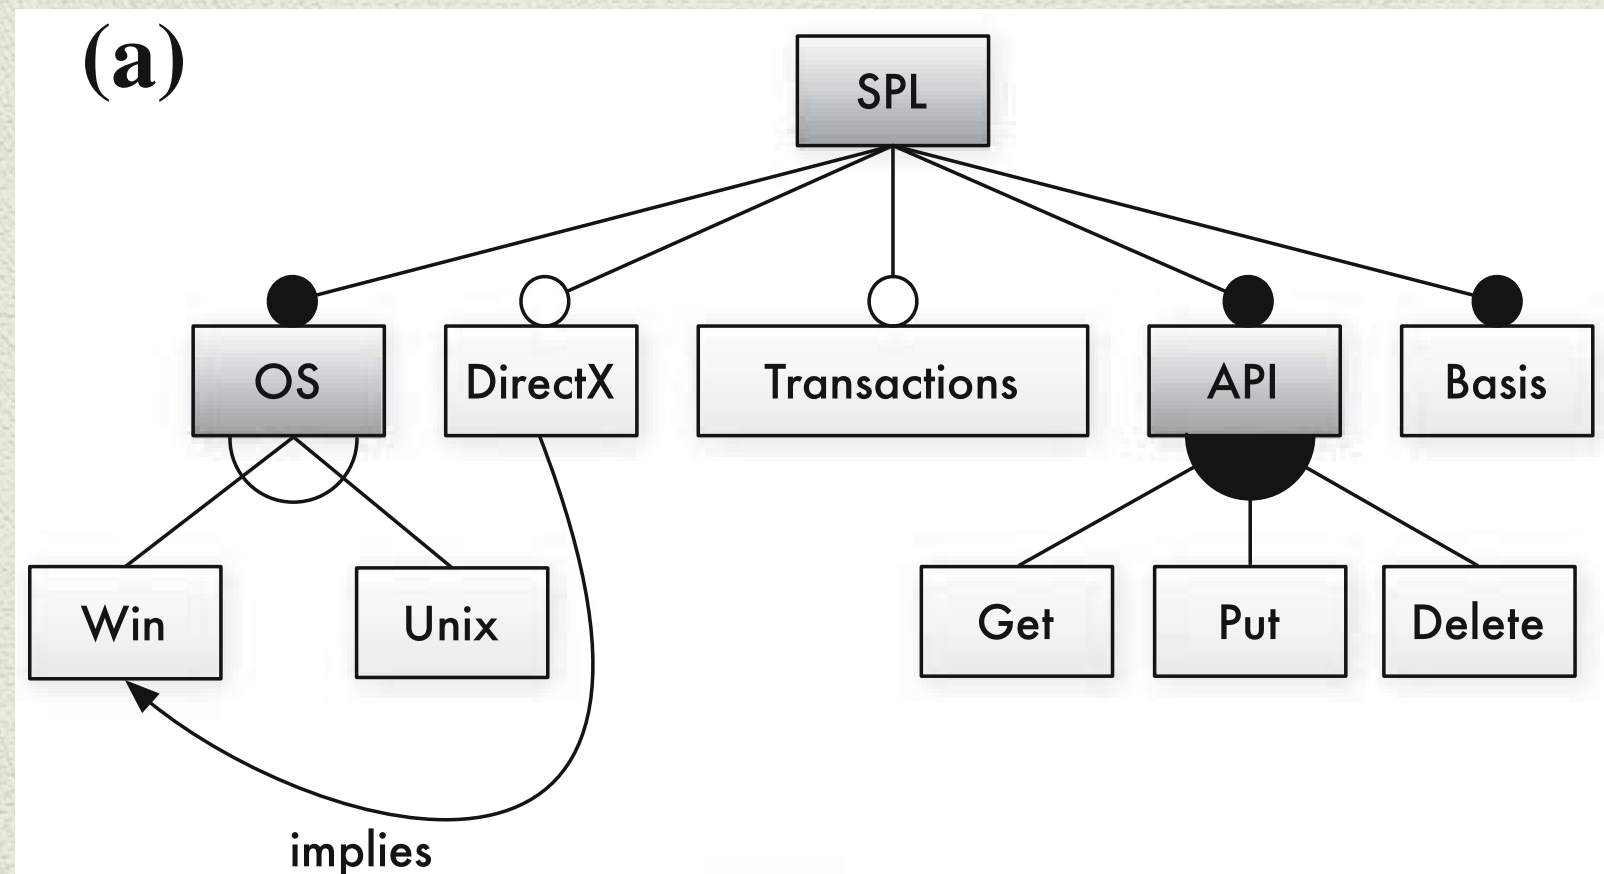 (a)
SPL
OS
DirectX
Transactions
API
Basis
Win
Unix
Get
Put
Delete
implies